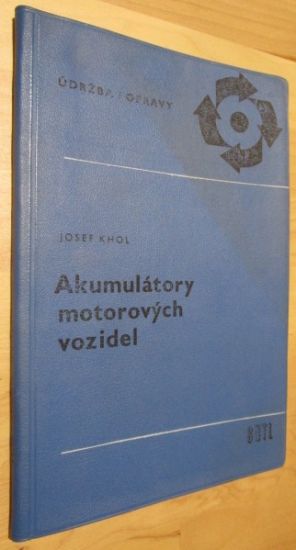 ÚDRŽBA A OPRAVY
JOSEF KHOL
Akumulátory
motorových
vozidel
SNTL